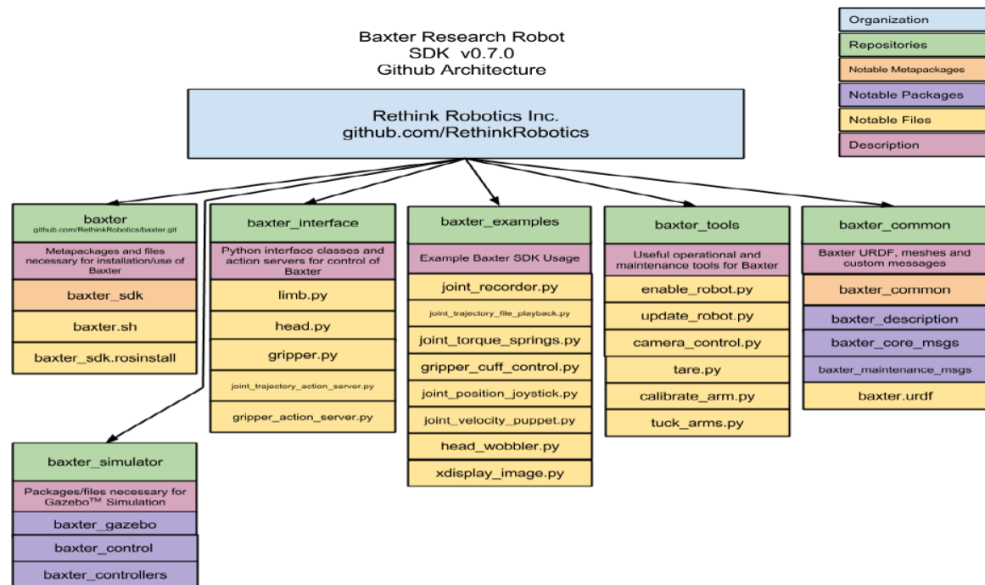 Baxter Research Robot
SDK v0.7.0
Github Architecture
Organization
Repositories
Notable Metapackages
Notable Packages
Notable Files
Description
Rethink Robotics Inc.
github.com/RethinkRobotics
baxter
github.com/RethinkRobotics/baxter.git
Metapackages and files
necessary for installation/use of
Baxter
baxter_sdk
baxter.sh
baxter_sdk.rosinstall
baxter_interface
Python interface classes and
action servers for control of
Baxter
limb.py
head.py
gripper.py
joint_trajectory_action_server.py
gripper_action_server.py
baxter_examples
Example Baxter SDK Usage
joint_recorder.py
joint_trajectory_file_playback.py
joint_torque_springs.py
gripper_cuff_control.py
joint_position_joystick.py
joint_velocity_puppet.py
head_wobbler.py
xdisplay_image.py
baxter_tools
Useful operational and
maintenance tools for Baxter
enable_robot.py
update_robot.py
camera_control.py
tare.py
calibrate_arm.py
tuck_arms.py
baxter_common
Baxter URDF, meshes and
custom messages
baxter_common
baxter_description
baxter_core_msgs
baxter_maintenance_msgs
baxter.urdf
baxter_simulator
Packages/files necessary for
Gazebo™ Simulation
baxter_gazebo
baxter_control
baxter_controllers